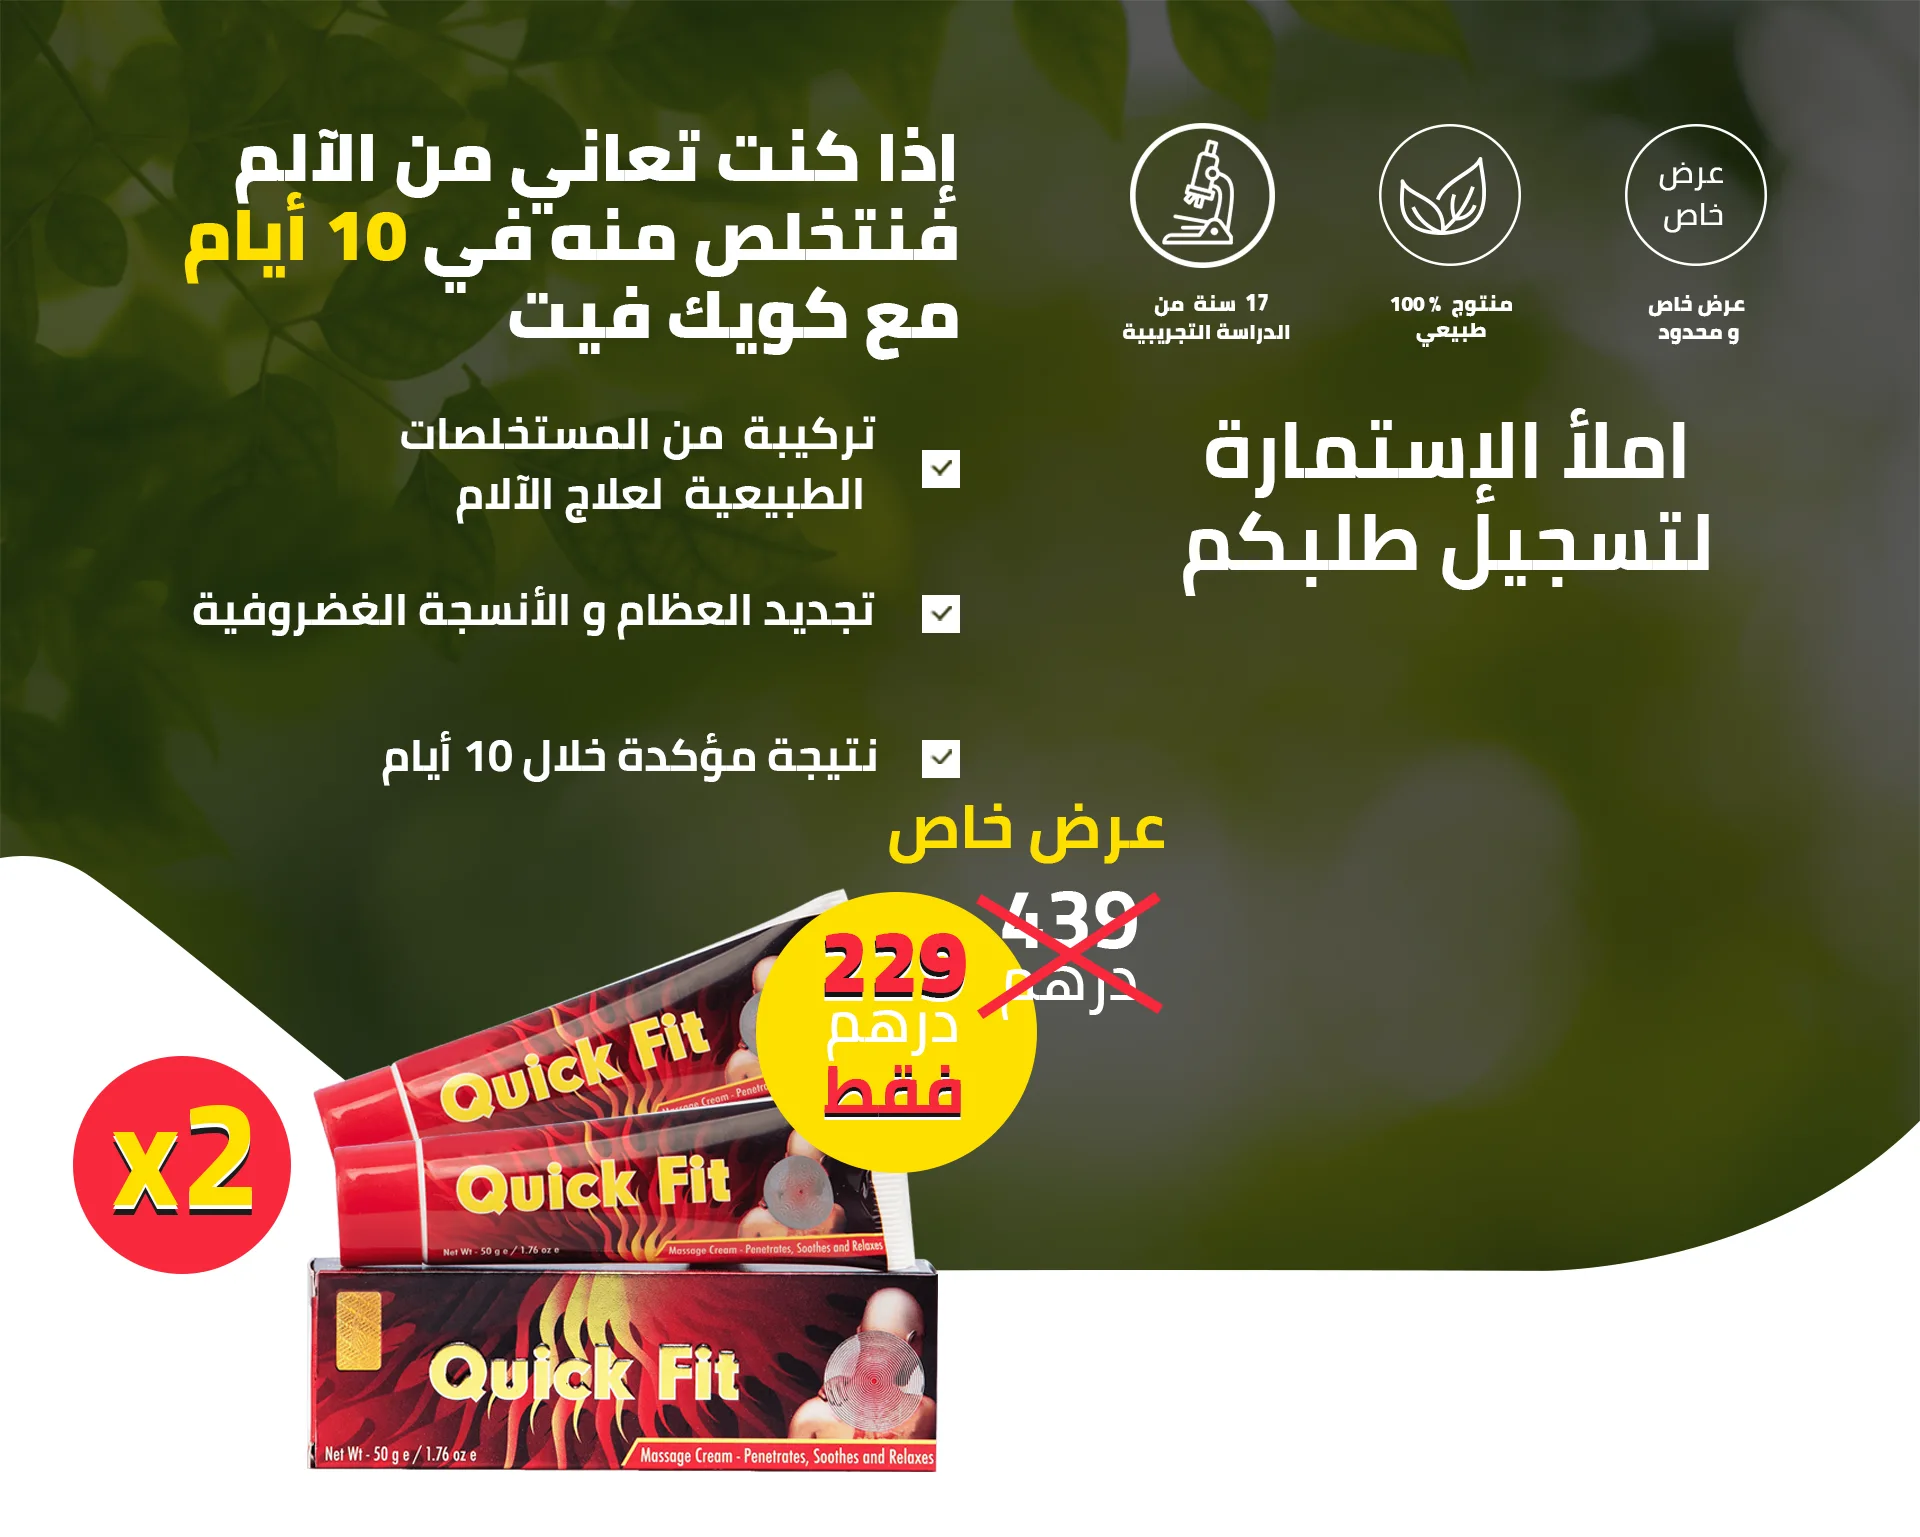 عرض
خاص
عرض خاص
و محدود
منتوج %100
طبيعي
17 سنة من
الدراسة التجريبية
إذا كنت تعاني من الآلم
فنتخلص منه في 10 أيام
مع كويك فيت
املأ الإستمارة
لتسجيل طلبكم
تركيبة من المستخلصات
الطبيعية لعلاج الآلام
تجديد العظام و الأنسجة الغضروفية
نتيجة مؤكدة خلال 10 أيام
عرض خاص
439
درهم
229
درهم
فقط
x2
Quick Fit
Massage Cream - Penetra
Quick Fit
Net Wt - 50 g e / 1.76 oz e
Massage Cream - Penetrates, Soothes and Relaxes
Quick Fit
Net Wt - 50 g e / 1.76 oz e
Massage Cream - Penetrates, Soothes and Relaxes